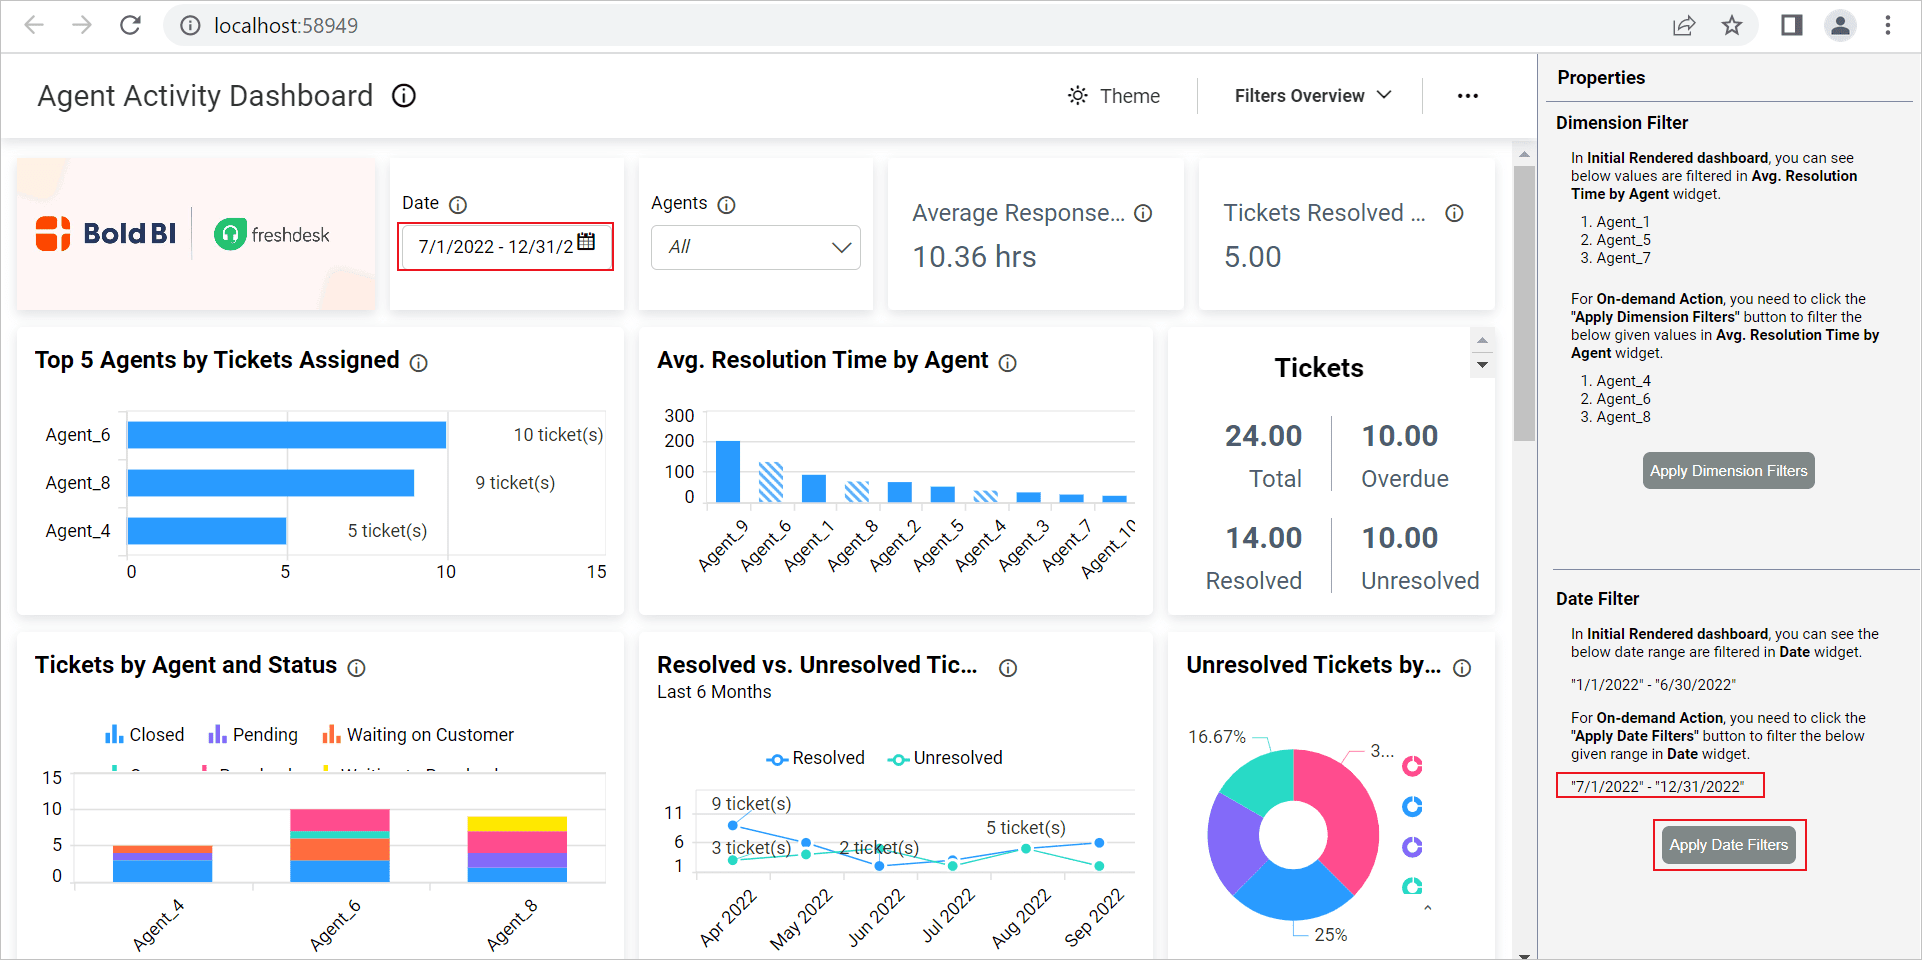 localhost:58949
Agent Activity Dashboard
Theme
Filters Overview
Bold BI
freshdesk
Date
7/1/2022 - 12/31/2
Agents
All
Average Response...
10.36 hrs
Tickets Resolved ...
5.00
Top 5 Agents by Tickets Assigned
Agent_6
10 ticket(s)
Agent_8
9 ticket(s)
Agent_4
5 ticket(s)
0 5 10 15
Avg. Resolution Time by Agent
300
200
100
0
Agent_9 Agent_6 Agent_1 Agent_8 Agent_2 Agent_5 Agent_4 Agent_3 Agent_7 Agent_10
Tickets
24.00 10.00
Total Overdue
14.00 10.00
Resolved Unresolved
Tickets by Agent and Status
Closed Pending Waiting on Customer
15
10
5
0
Agent_4 Agent_6 Agent_8
Resolved vs. Unresolved Tic...
Last 6 Months
Resolved Unresolved
11
6
1
9 ticket(s)
5 ticket(s)
3 ticket(s) 2 ticket(s)
Apr 2022 May 2022 Jun 2022 Jul 2022 Aug 2022 Sep 2022
Unresolved Tickets by...
16.67%
3...
25%
Properties
Dimension Filter
In Initial Rendered dashboard, you can see
below values are filtered in Avg. Resolution
Time by Agent widget.
1. Agent_1
2. Agent_5
3. Agent_7
For On-demand Action, you need to click the
"Apply Dimension Filters" button to filter the
below given values in Avg. Resolution Time by
Agent widget.
1. Agent_4
2. Agent_6
3. Agent_8
Apply Dimension Filters
Date Filter
In Initial Rendered dashboard, you can see the
below date range are filtered in Date widget.
"1/1/2022" - "6/30/2022"
For On-demand Action, you need to click the
"Apply Date Filters" button to filter the below
given range in Date widget.
"7/1/2022" - "12/31/2022"
Apply Date Filters